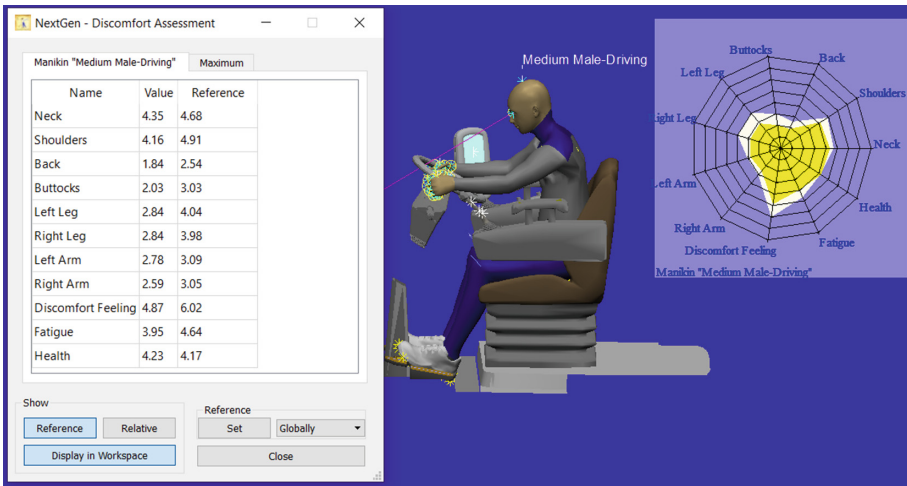 NextGen - Discomfort Assessment
Manikin "Medium Male-Driving" Maximum
Name Value Reference
Neck 4.35 4.68
Shoulders 4.16 4.91
Back 1.84 2.54
Buttocks 2.03 3.03
Left Leg 2.84 4.04
Right Leg 2.84 3.98
Left Arm 2.78 3.09
Right Arm 2.59 3.05
Discomfort Feeling 4.87 6.02
Fatigue 3.95 4.64
Health 4.23 4.17
Show
Reference Relative
Display in Workspace
Reference
Set Globally
Close
Medium Male-Driving
Buttocks
Back
Left Leg
Shoulders
ight Leg
Neck
eft Arm
Health
Right Arm
Fatigue
Discomfort Feeling
Manikin "Medium Male-Driving"